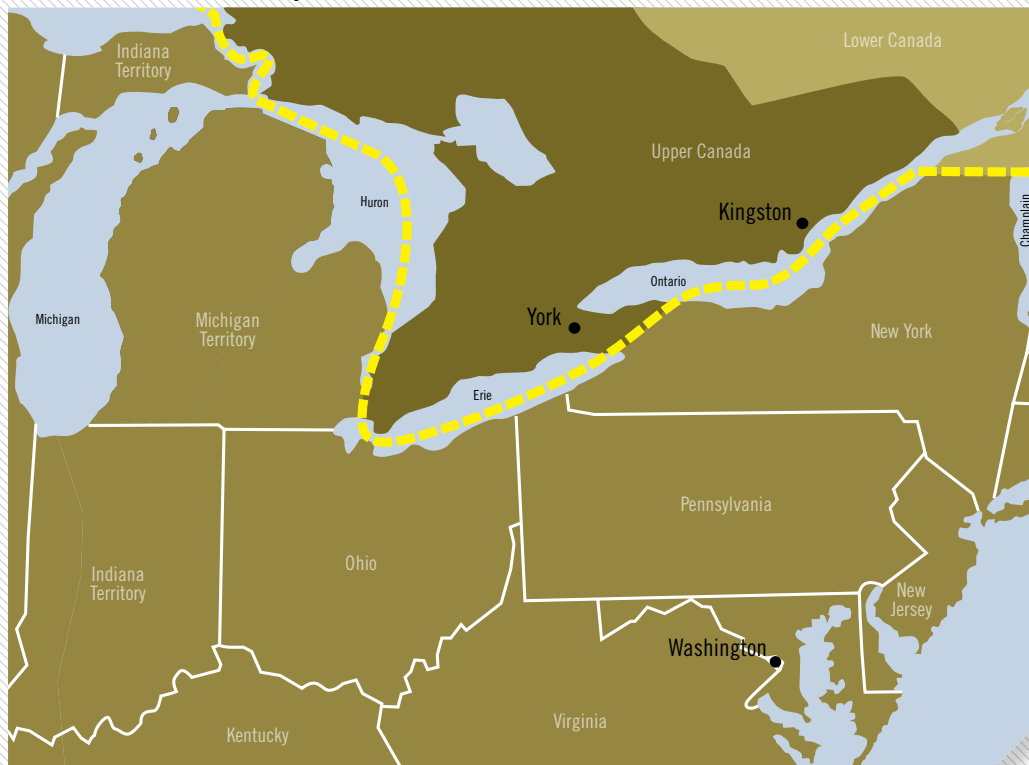 Lower Canada
Indiana
Territory
Upper Canada
Huron
Kingston
Champlain
Ontario
Michigan
Michigan
Territory
York
New York
Erie
Pennsylvania
Ohio
Indiana
Territory
New
Jersey
Washington
Virginia
Kentucky